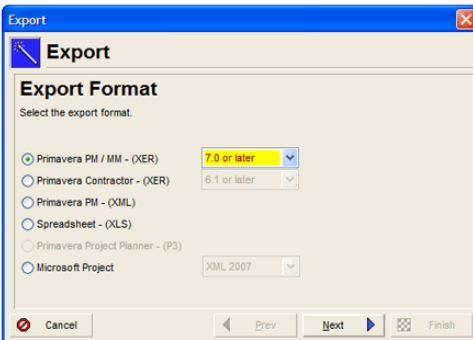 Export
Export
Export Format
Select the export format.
Primavera PM / MM - (XER) 7.0 or later
Primavera Contractor - (XER) 6.1 or later
Primavera PM - (XML)
Spreadsheet - (XLS)
Primavera Project Planner - (P3)
Microsoft Project XML 2007
Cancel Prev Next Finish